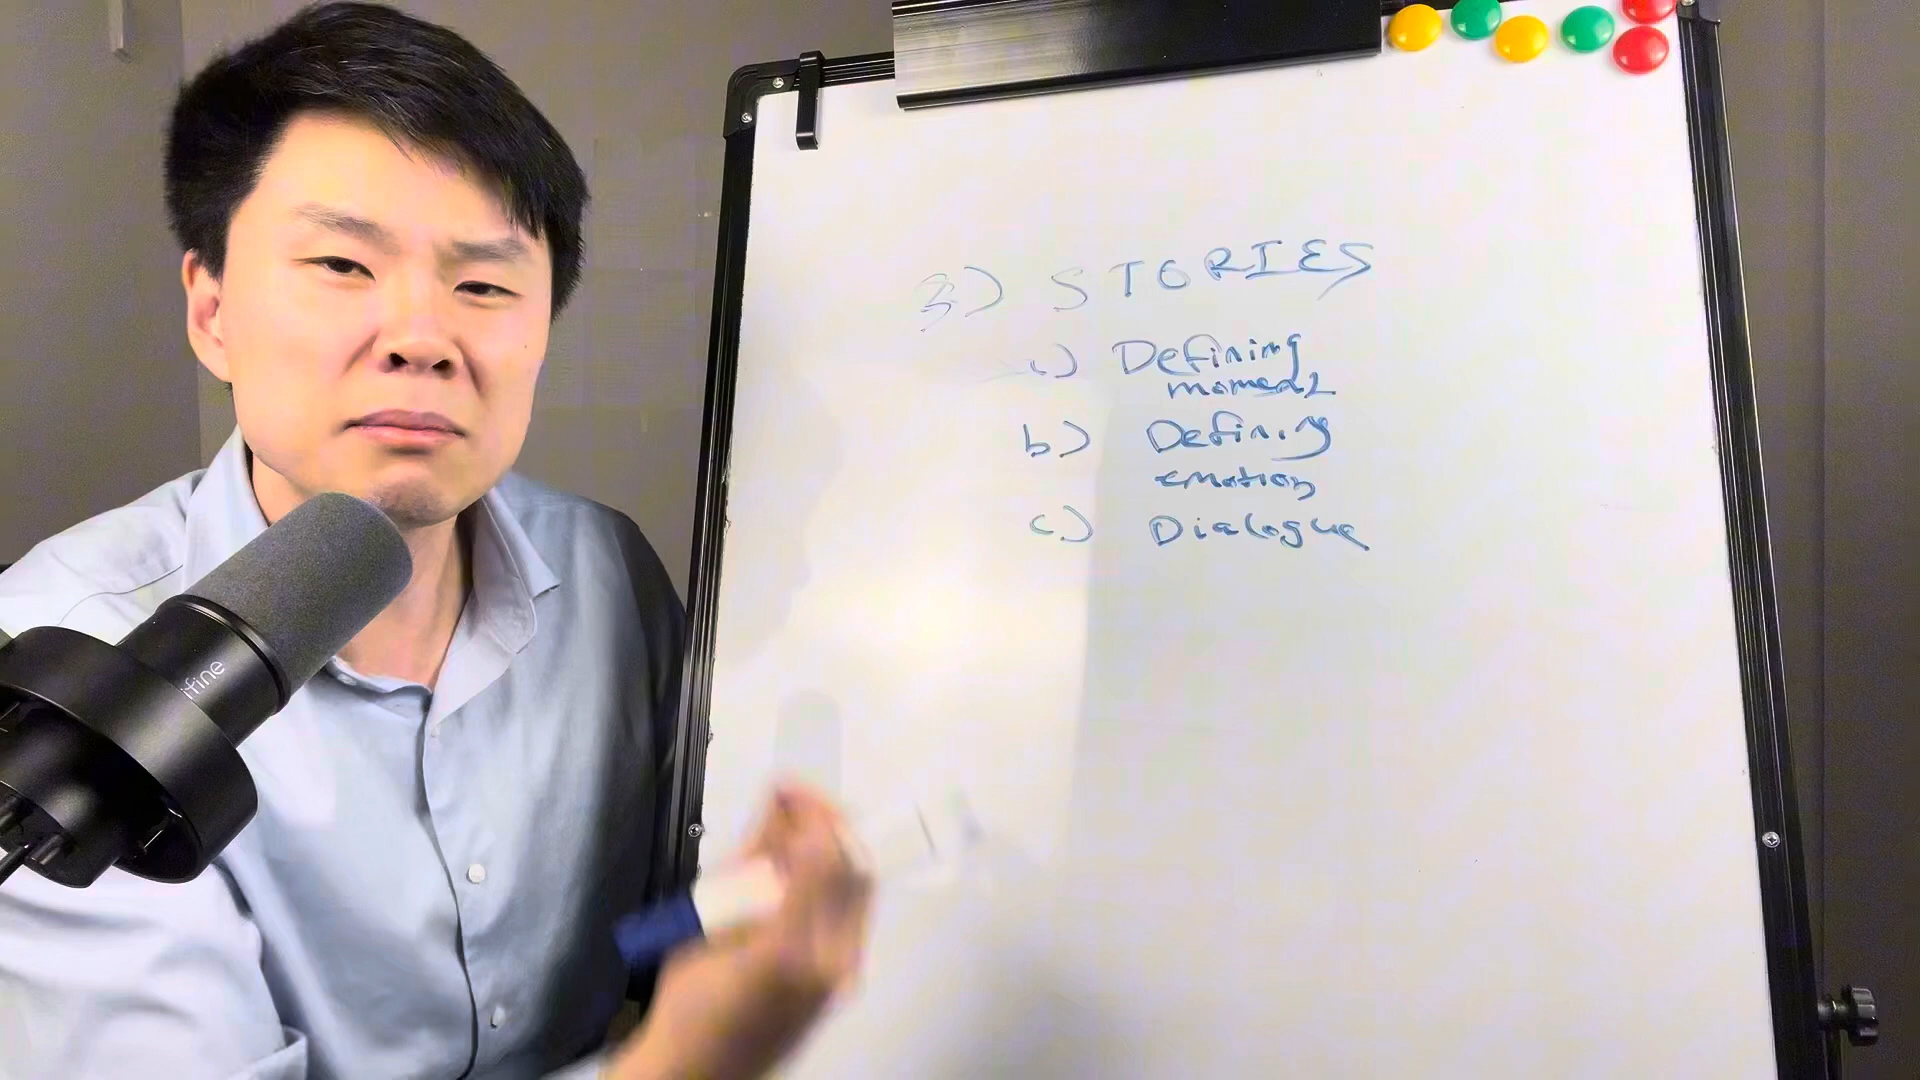 3) STORIES
a) Defining
moment
b) Defining
emotion
c) Dialogue
ifine